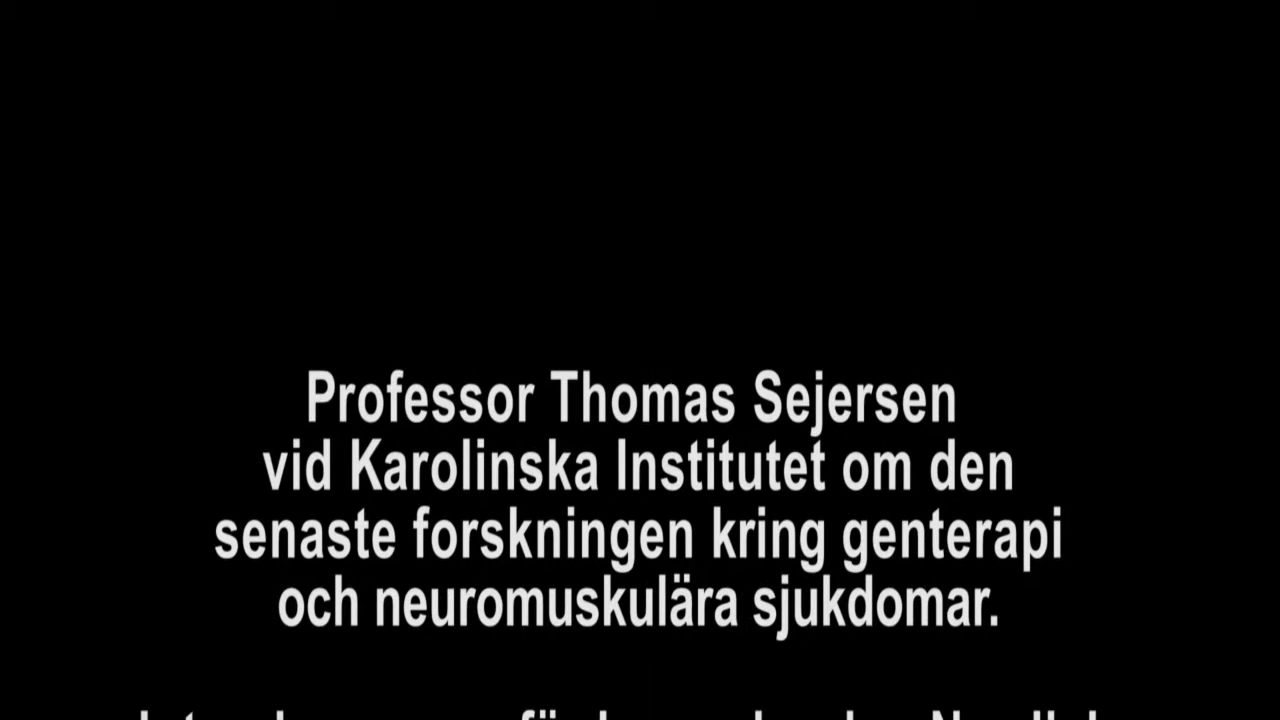 Professor Thomas Sejersen
vid Karolinska Institutet om den
senaste forskningen kring genterapi
och neuromuskulära sjukdomar.